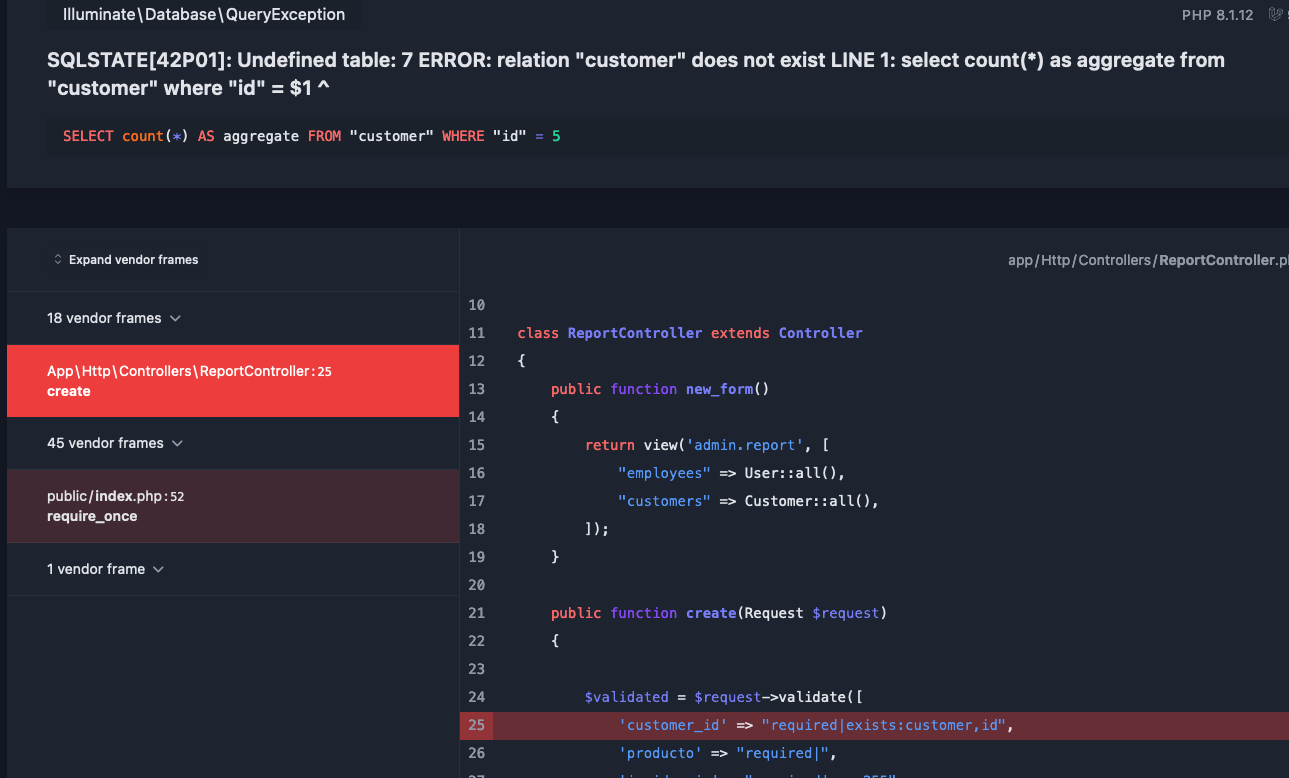 Illuminate\Database\QueryException
PHP 8.1.12
SQLSTATE[42P01]: Undefined table: 7 ERROR: relation "customer" does not exist LINE 1: select count(*) as aggregate from
"customer" where "id" = $1 ^
SELECT count(*) AS aggregate FROM "customer" WHERE "id" = 5
Expand vendor frames
18 vendor frames
App\Http\Controllers\ReportController:25
create
45 vendor frames
public/index.php:52
require_once
1 vendor frame
app/Http/Controllers/ReportController.p
10
11 class ReportController extends Controller
12 {
13 public function new_form()
14 {
15 return view('admin.report', [
16 "employees" => User::all(),
17 "customers" => Customer::all(),
18 ]);
19 }
20
21 public function create(Request $request)
22 {
23
24 $validated = $request->validate([
25 'customer_id' => "required|exists:customer,id",
26 'producto' => "required|",